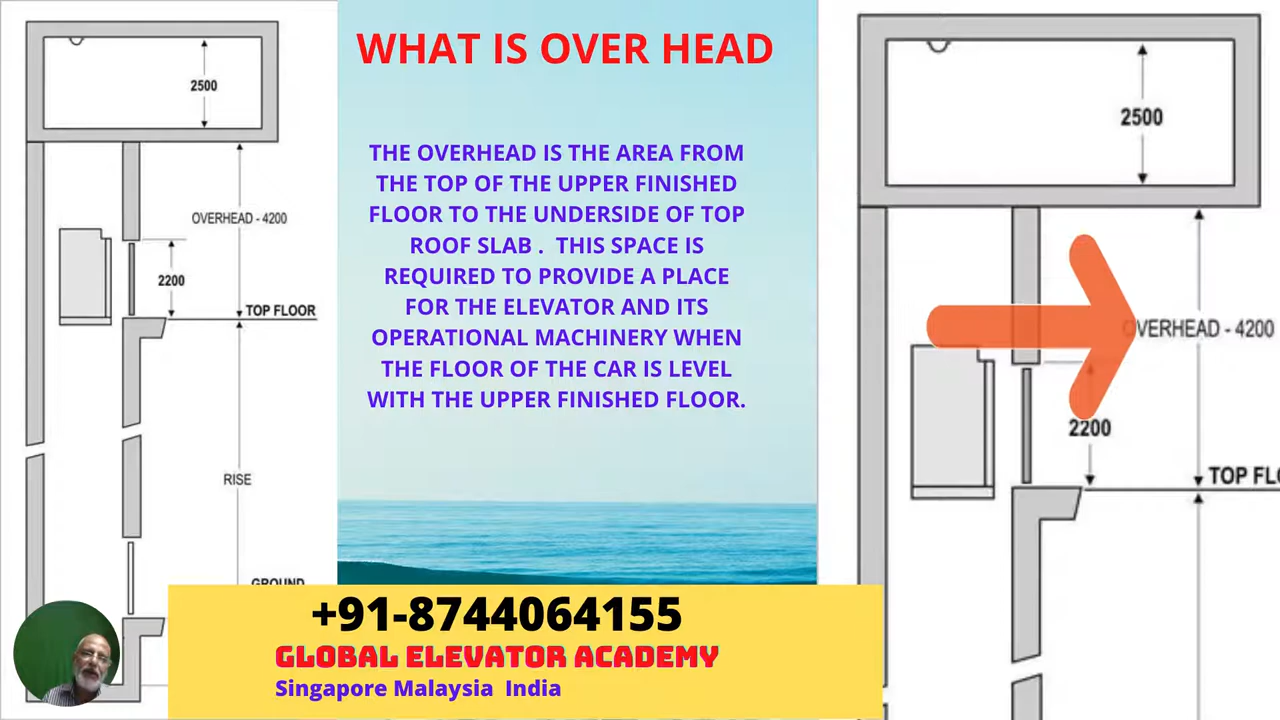 2500
OVERHEAD - 4200
2200
TOP FLOOR
RISE
WHAT IS OVER HEAD
THE OVERHEAD IS THE AREA FROM
THE TOP OF THE UPPER FINISHED
FLOOR TO THE UNDERSIDE OF TOP
ROOF SLAB . THIS SPACE IS
REQUIRED TO PROVIDE A PLACE
FOR THE ELEVATOR AND ITS
OPERATIONAL MACHINERY WHEN
THE FLOOR OF THE CAR IS LEVEL
WITH THE UPPER FINISHED FLOOR.
2500
OVERHEAD - 4200
2200
TOP FLO
GROUND
+91-8744064155
GLOBAL ELEVATOR ACADEMY
Singapore Malaysia India